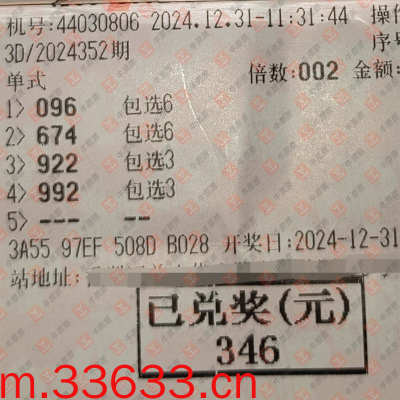 机号:44030806 2024.12.31-11:31:44 操作
3D/2024352期 序号
单式 倍数:002 金额:
1> 096 包选6
2> 674 包选6
3> 922 包选3
4> 992 包选3
5> --- --
3A55 97EF 508D B028 开奖日:2024-12-31
站地址:
已兑奖(元)
346
m.33633.cn